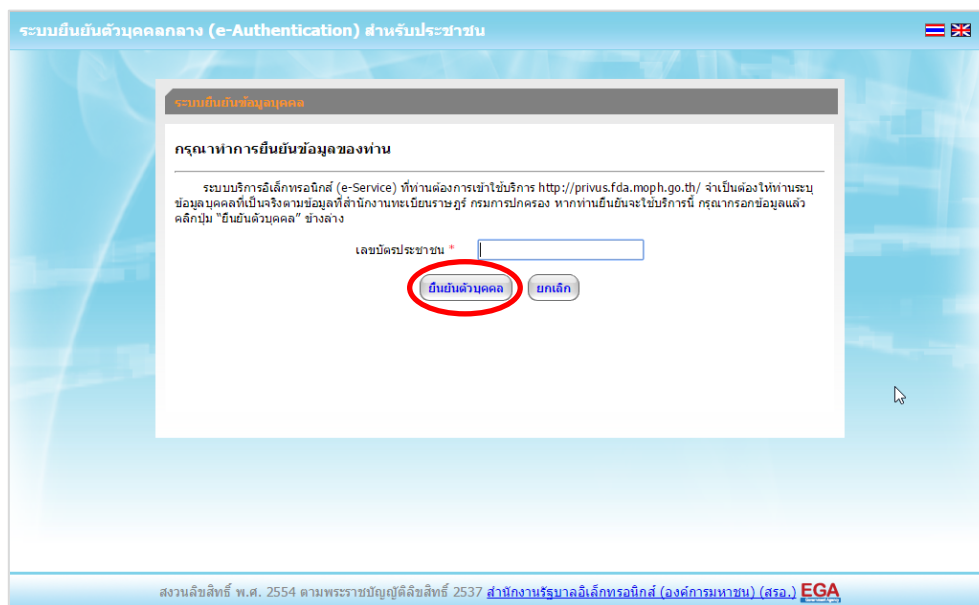 ระบบยืนยันตัวบุคคลกลาง (e-Authentication) สำหรับประชาชน
ระบบยืนยันข้อมูลบุคคล
กรุณาทำการยืนยันข้อมูลของท่าน
ระบบบริการอิเล็กทรอนิกส์ (e-Service) ที่ท่านต้องการเข้าใช้บริการ http://privus.fda.moph.go.th/ จำเป็นต้องให้ท่านระบุ
ข้อมูลบุคคลที่เป็นจริงตามข้อมูลที่สำนักงานทะเบียนราษฎร์ กรมการปกครอง หากท่านยืนยันจะใช้บริการนี้ กรุณากรอกข้อมูลแล้ว
คลิกปุ่ม "ยืนยันตัวบุคคล" ข้างล่าง
เลขบัตรประชาชน *
ยืนยันตัวบุคคล ยกเลิก
สงวนลิขสิทธิ์ พ.ศ. 2554 ตามพระราชบัญญัติลิขสิทธิ์ 2537 สำนักงานรัฐบาลอิเล็กทรอนิกส์ (องค์การมหาชน) (สรอ.) EGA